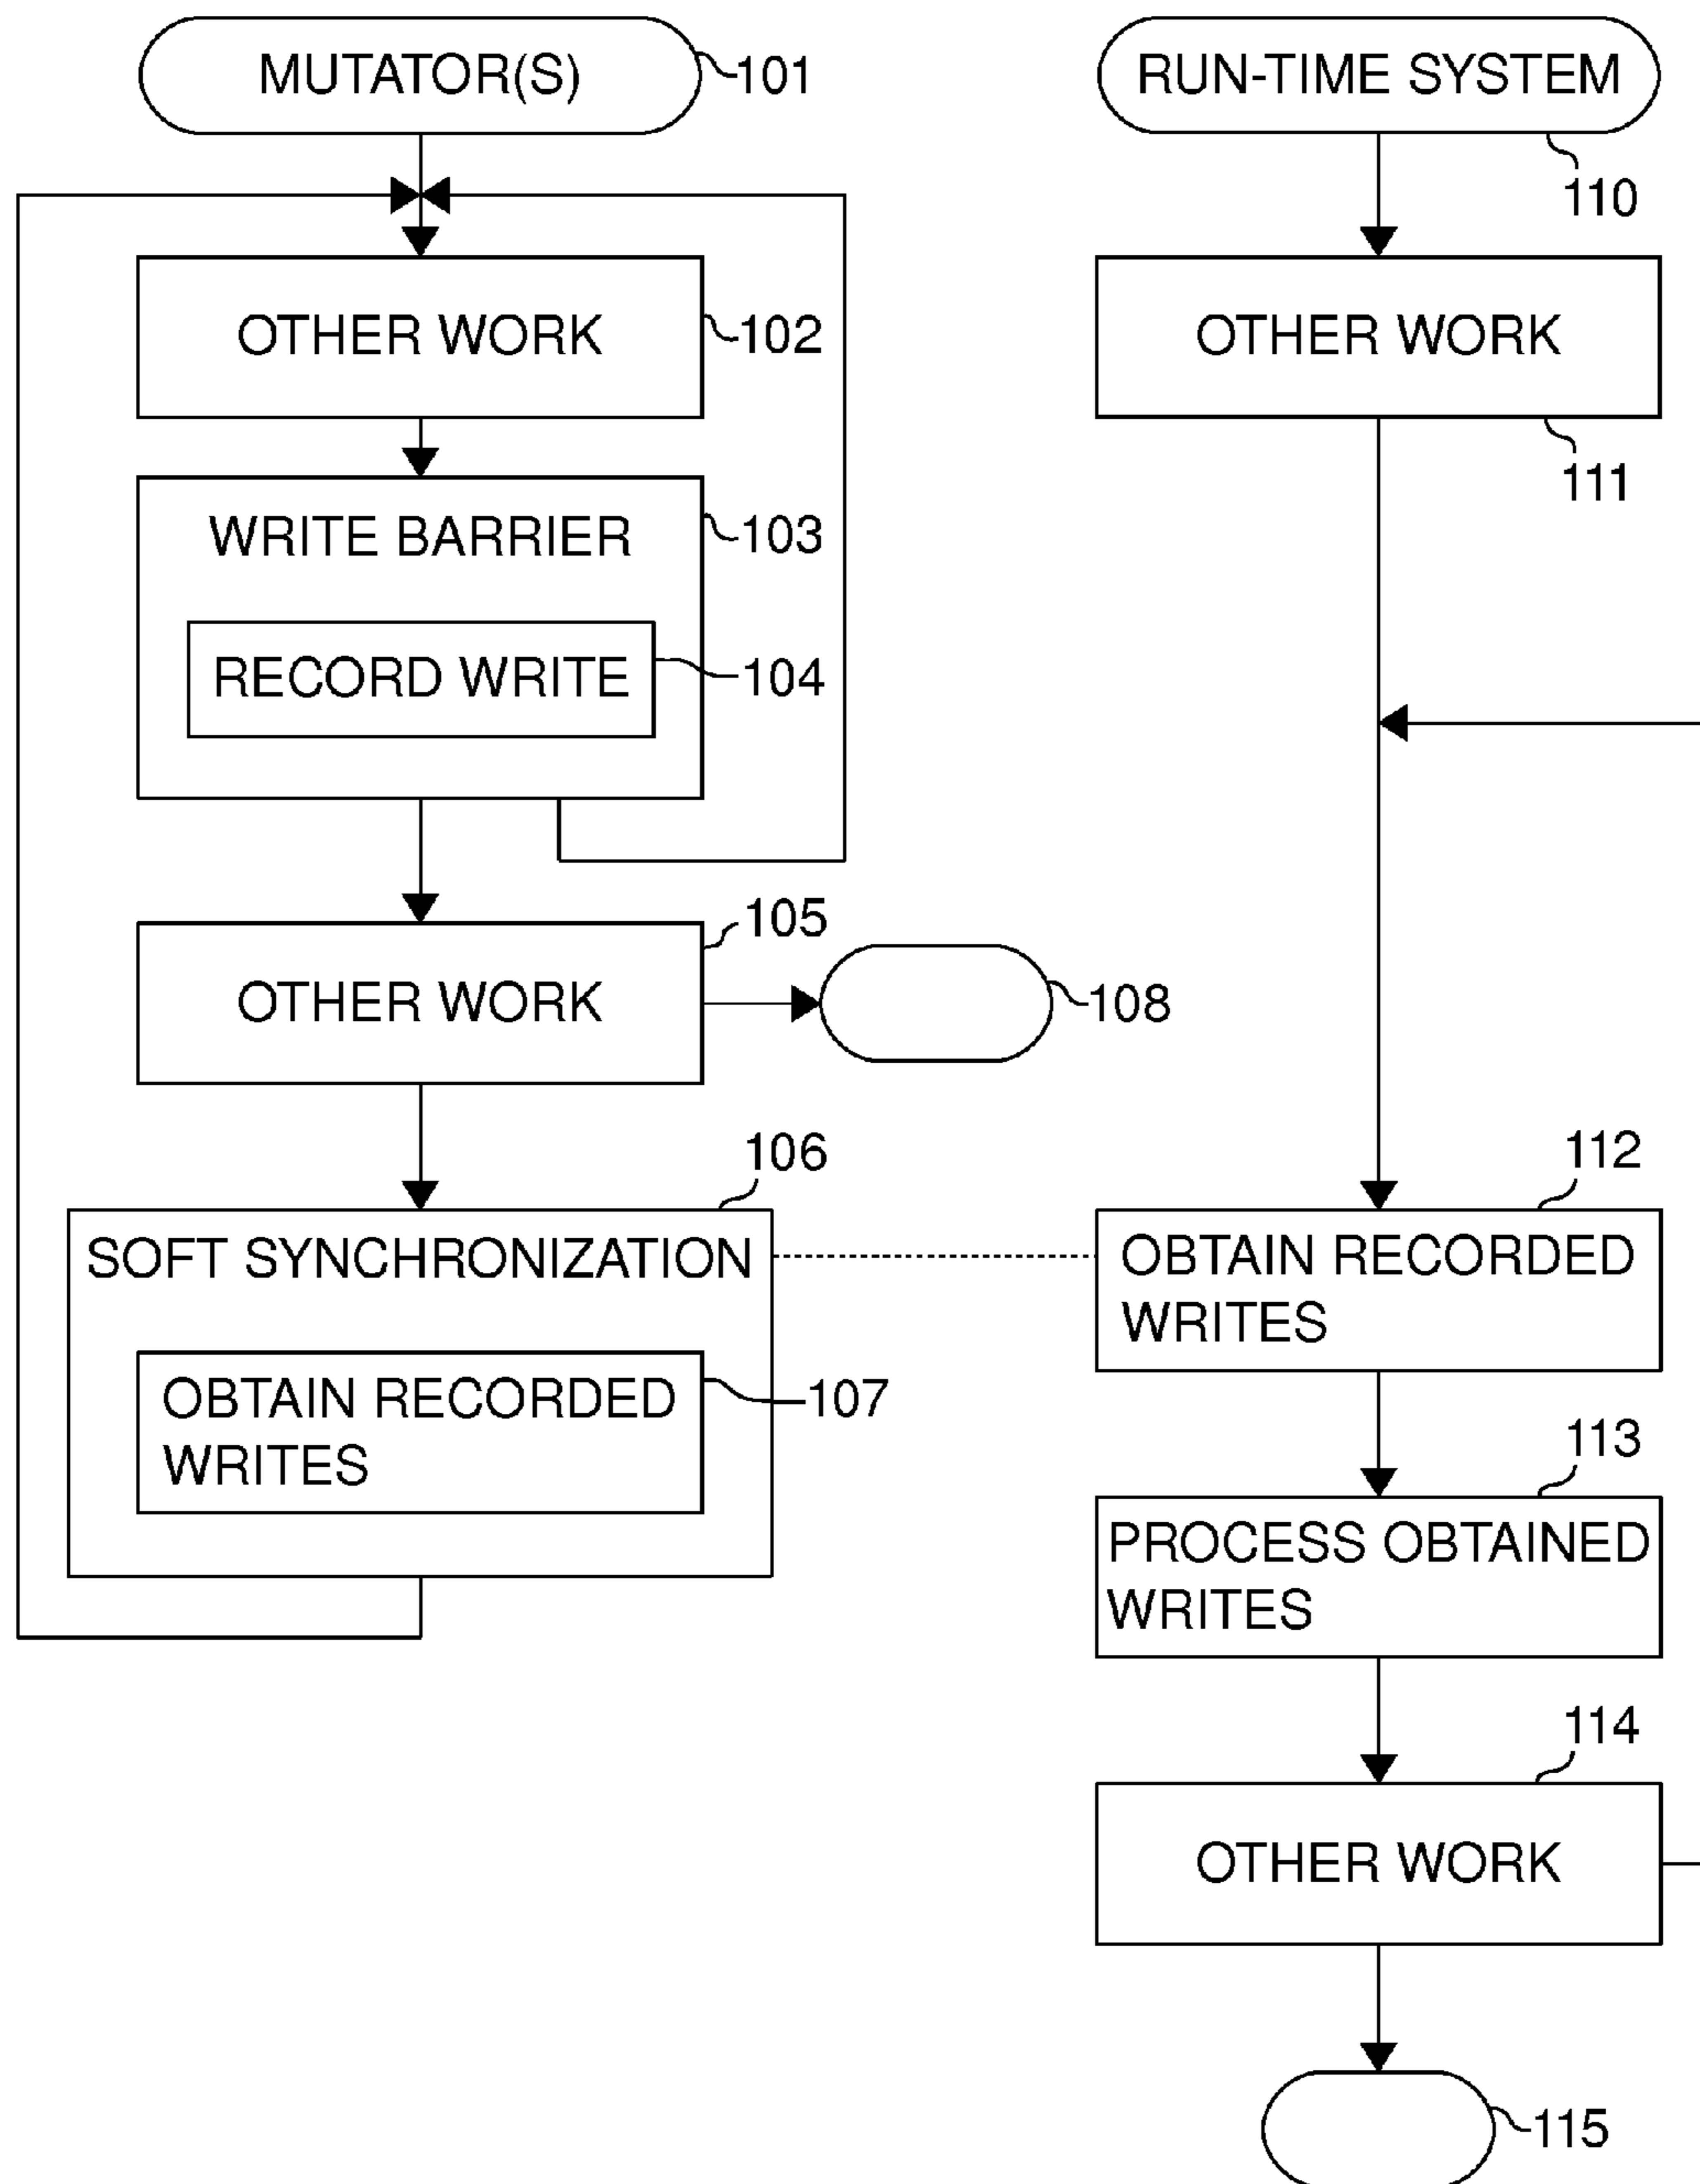 MUTATOR(S)
101
OTHER WORK
102
WRITE BARRIER
103
RECORD WRITE
104
105
OTHER WORK
108
106
SOFT SYNCHRONIZATION
OBTAIN RECORDED
WRITES
107
RUN-TIME SYSTEM
110
OTHER WORK
111
112
OBTAIN RECORDED
WRITES
113
PROCESS OBTAINED
WRITES
114
OTHER WORK
115